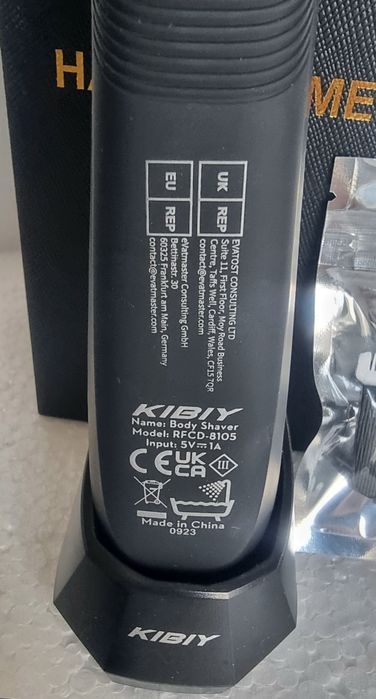 HA
ME
UK REP
EVATOST CONSULTING LTD
Suite 11, First Floor, Moy Road Business
Centre, Taffs Well, Cardiff, Wales, CF15 7QR
contact@evatmaster.com
EU REP
eVatmaster Consulting GmbH
Bettinastr. 30
60325 Frankfurt am Main, Germany
contact@evatmaster.com
KIBIY
Name: Body Shaver
Model: RFCD-8105
Input: 5V⎓1A
CE UK CA III
Made in China
0923
KIBIY